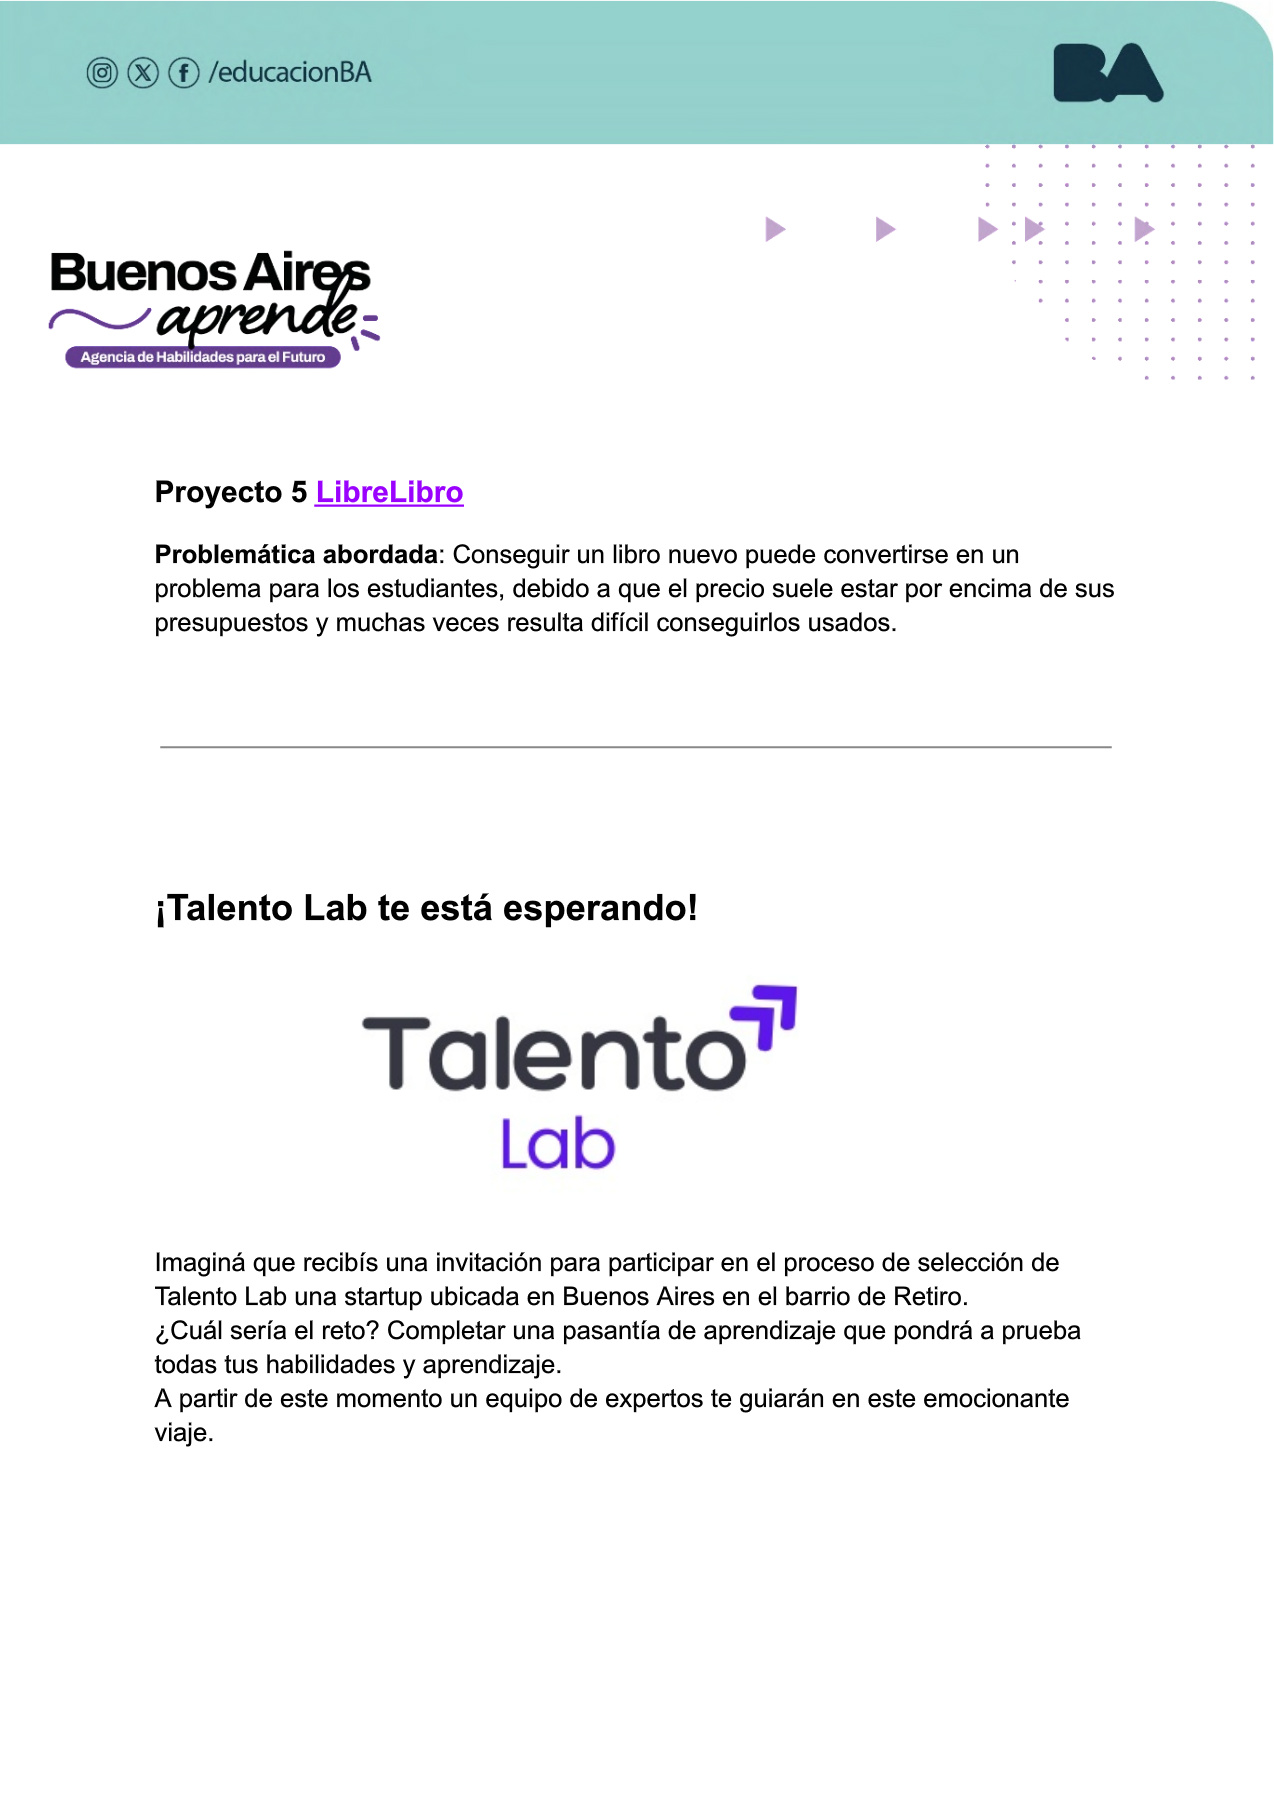 /educacionBA
BA
Buenos Aires
aprende
Agencia de Habilidades para el Futuro
Proyecto 5 LibreLibro
Problemática abordada: Conseguir un libro nuevo puede convertirse en un
problema para los estudiantes, debido a que el precio suele estar por encima de sus
presupuestos y muchas veces resulta difícil conseguirlos usados.
¡Talento Lab te está esperando!
Talento
Lab
Imaginá que recibís una invitación para participar en el proceso de selección de
Talento Lab una startup ubicada en Buenos Aires en el barrio de Retiro.
¿Cuál sería el reto? Completar una pasantía de aprendizaje que pondrá a prueba
todas tus habilidades y aprendizaje.
A partir de este momento un equipo de expertos te guiarán en este emocionante
viaje.